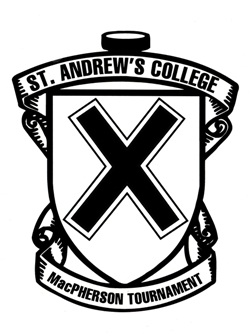 ST. ANDREW'S COLLEGE
MacPHERSON TOURNAMENT